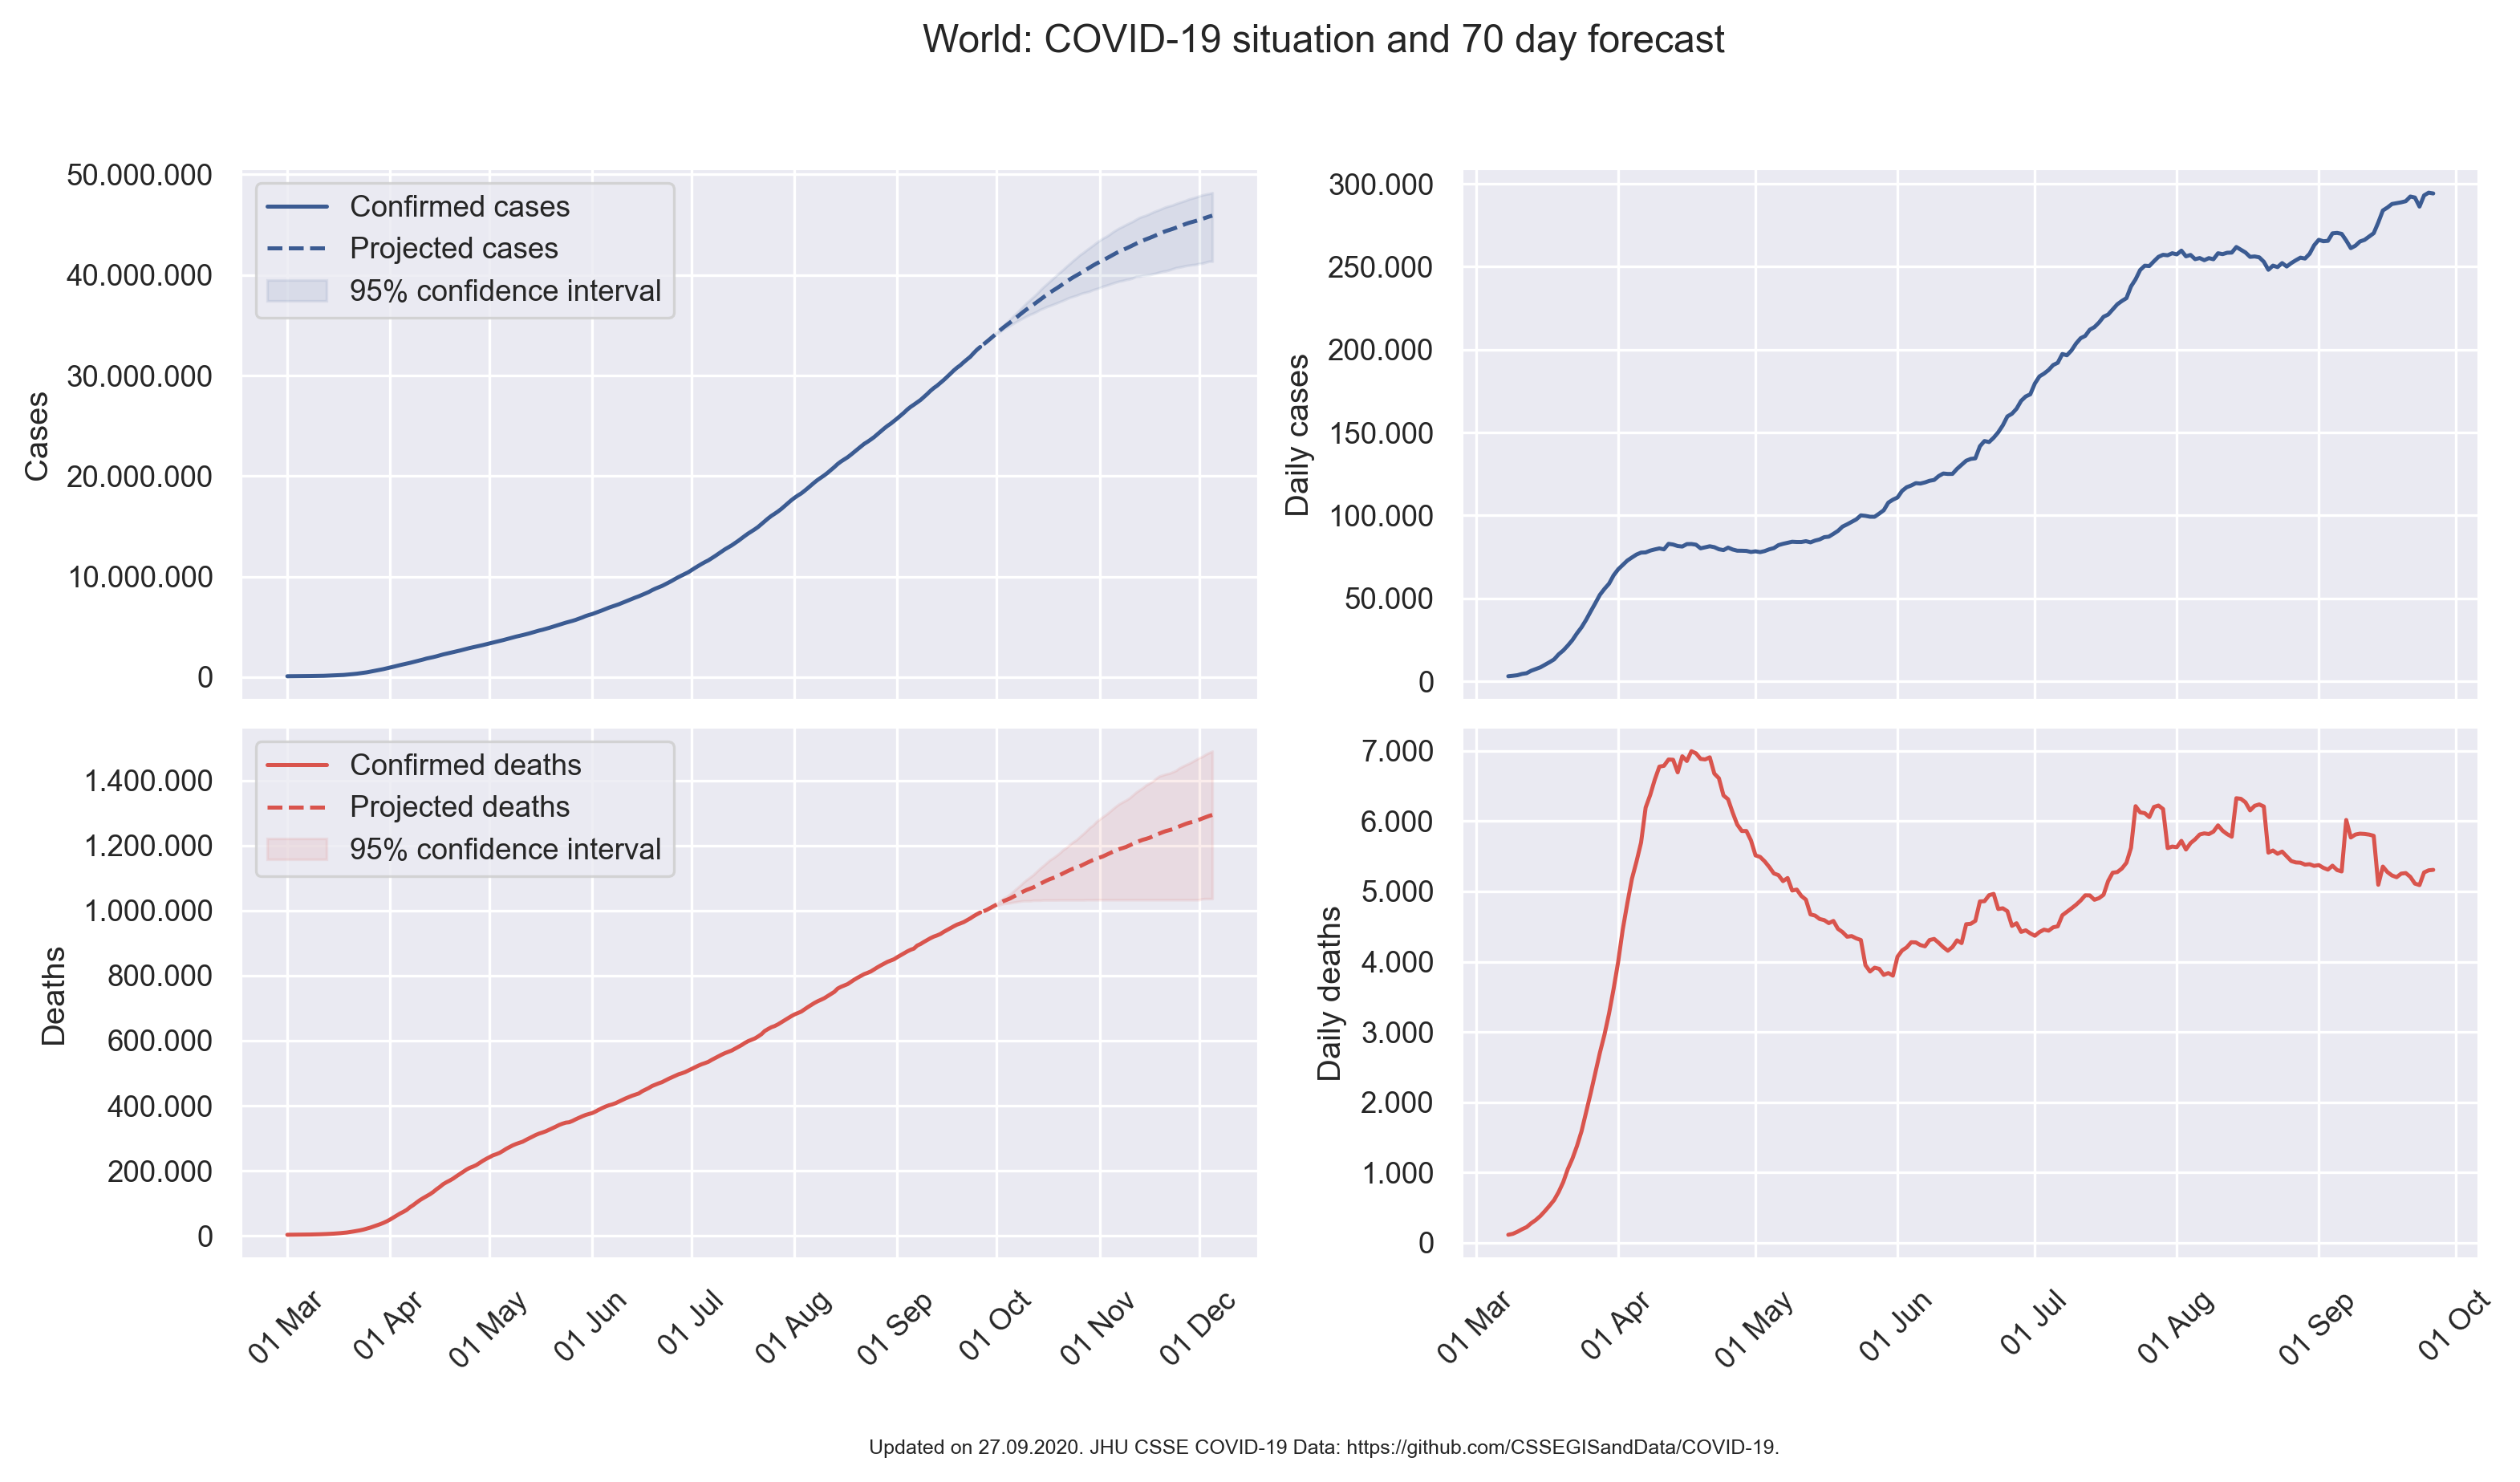 World: COVID-19 situation and 70 day forecast
50.000.000
40.000.000
30.000.000
20.000.000
10.000.000
0
Cases
Confirmed cases
Projected cases
95% confidence interval
300.000
250.000
200.000
150.000
100.000
50.000
0
Daily cases
1.400.000
1.200.000
1.000.000
800.000
600.000
400.000
200.000
0
Deaths
Confirmed deaths
Projected deaths
95% confidence interval
01 Mar
01 Apr
01 May
01 Jun
01 Jul
01 Aug
01 Sep
01 Oct
01 Nov
01 Dec
7.000
6.000
5.000
4.000
3.000
2.000
1.000
0
Daily deaths
01 Mar
01 Apr
01 May
01 Jun
01 Jul
01 Aug
01 Sep
01 Oct
Updated on 27.09.2020. JHU CSSE COVID-19 Data: https://github.com/CSSEGISandData/COVID-19.